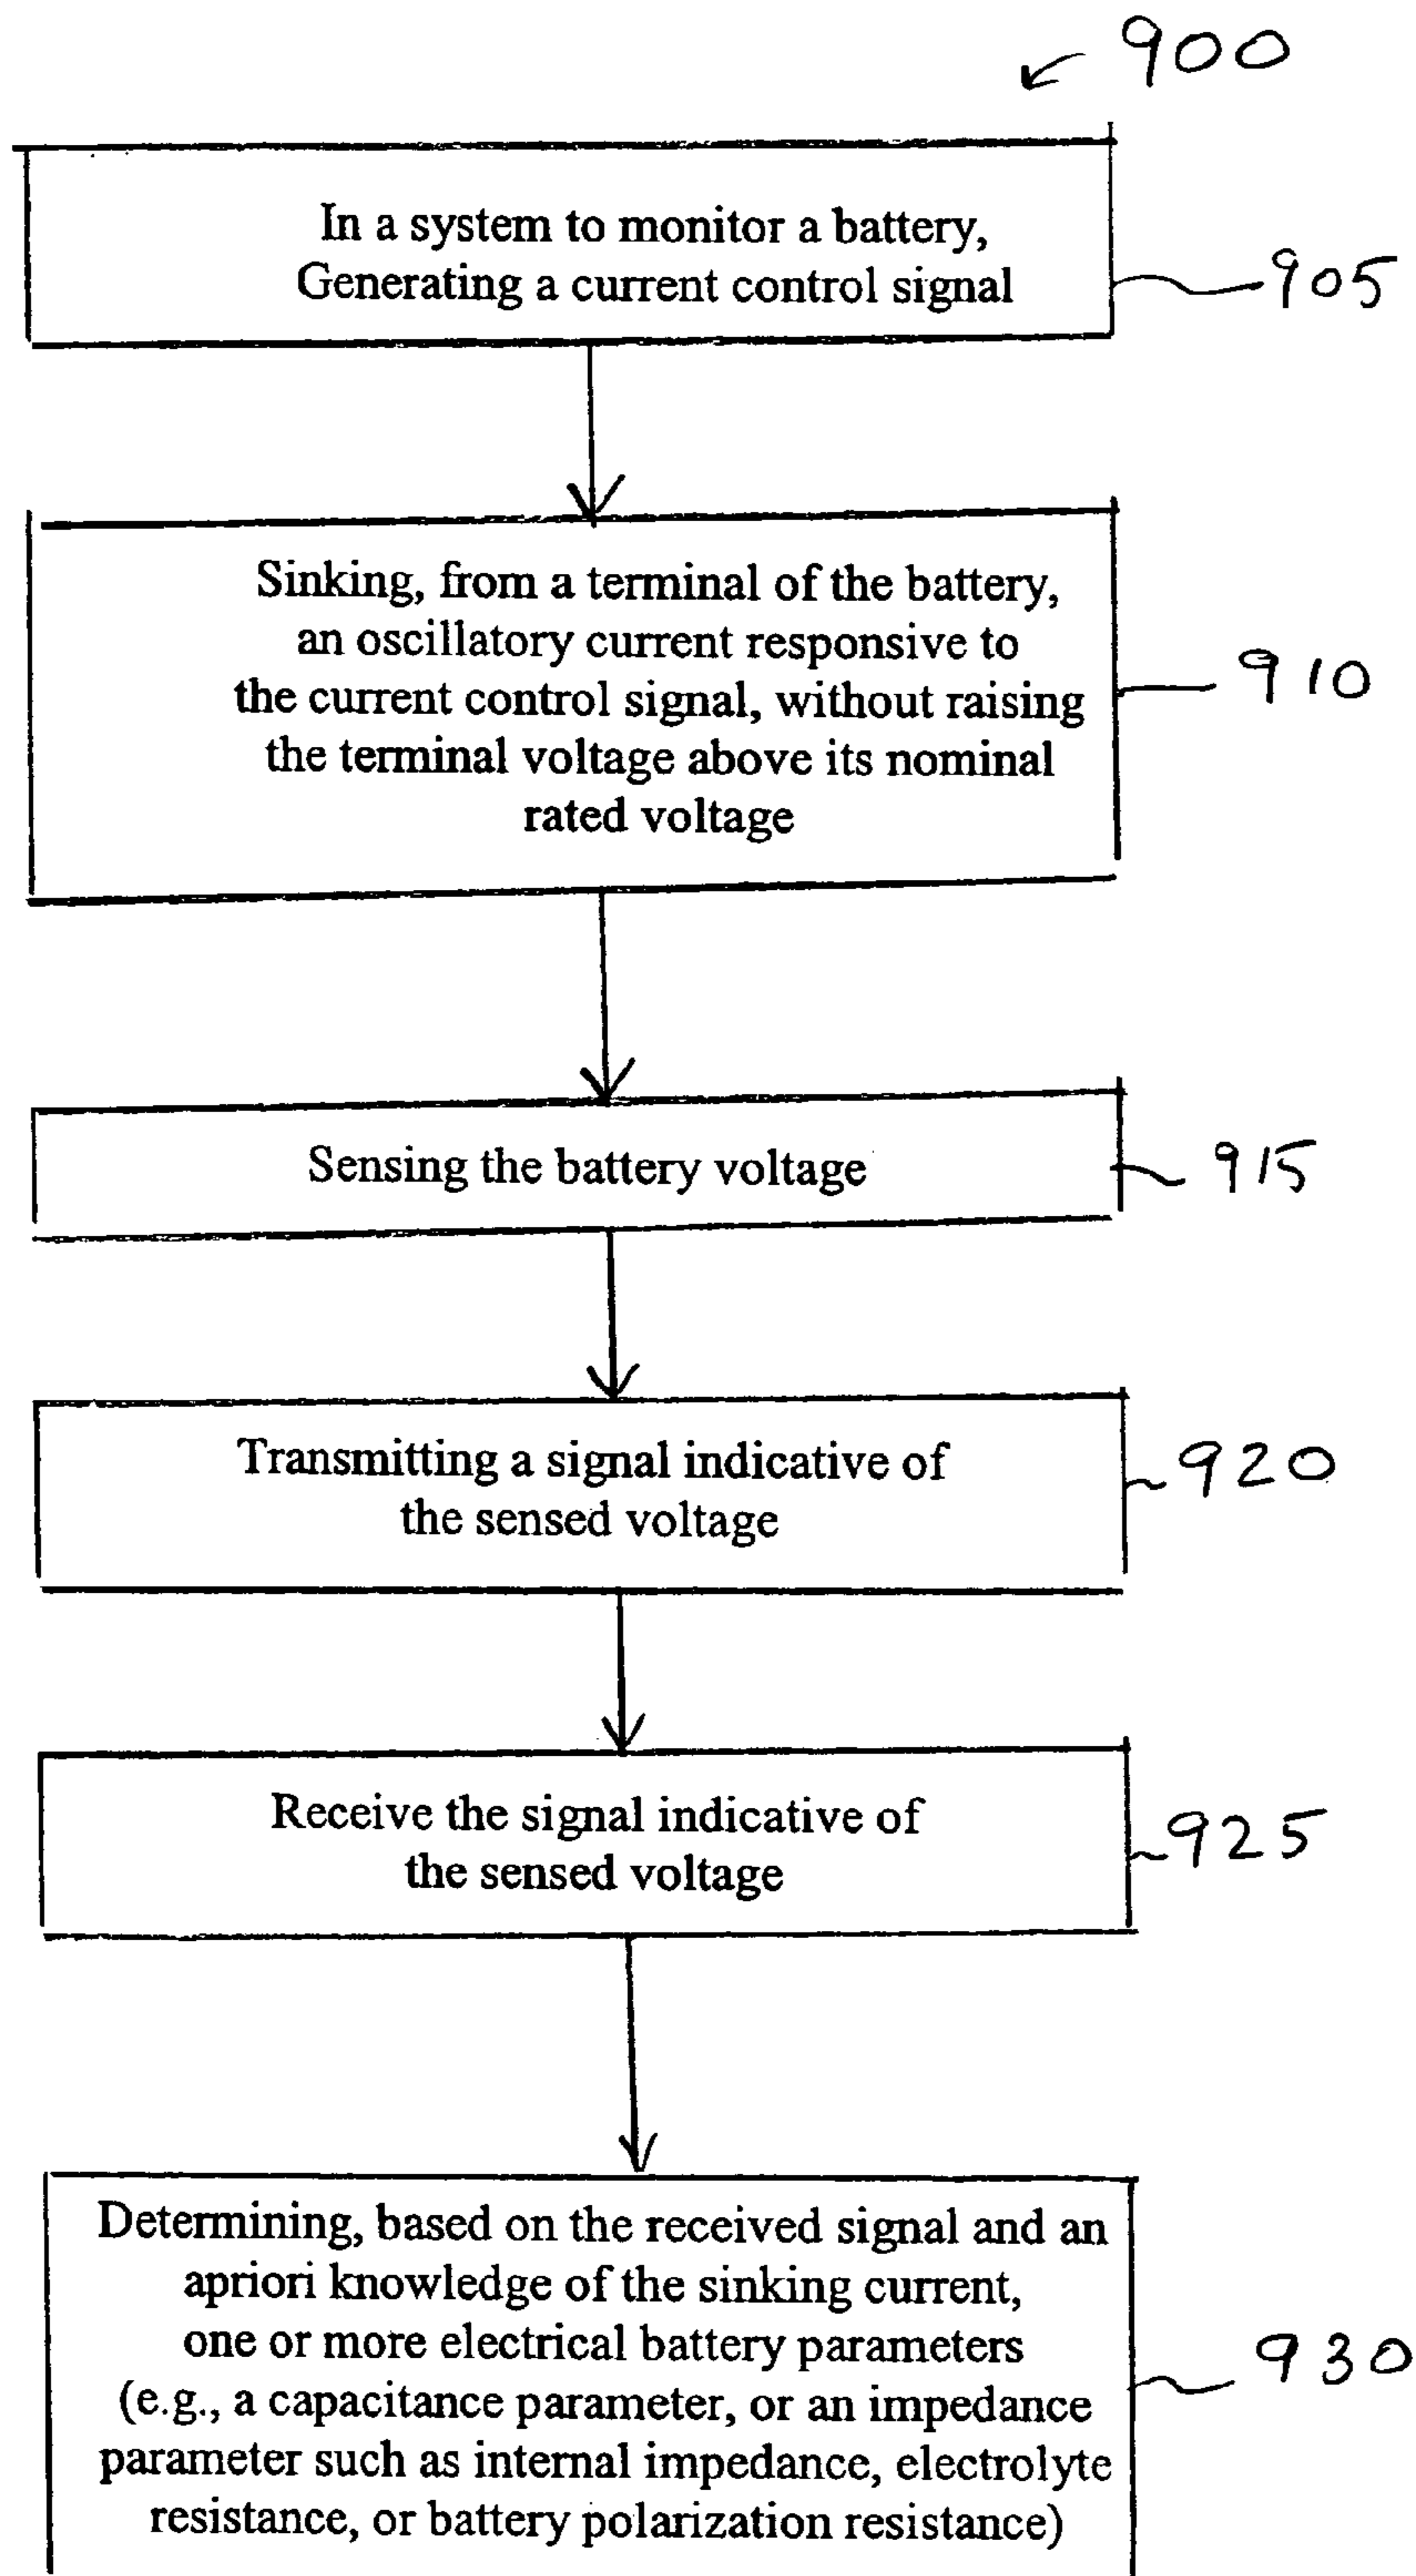 900
In a system to monitor a battery,
Generating a current control signal
905
Sinking, from a terminal of the battery,
an oscillatory current responsive to
the current control signal, without raising
the terminal voltage above its nominal
rated voltage
910
Sensing the battery voltage
915
Transmitting a signal indicative of
the sensed voltage
920
Receive the signal indicative of
the sensed voltage
925
Determining, based on the received signal and an
apriori knowledge of the sinking current,
one or more electrical battery parameters
(e.g., a capacitance parameter, or an impedance
parameter such as internal impedance, electrolyte
resistance, or battery polarization resistance)
930